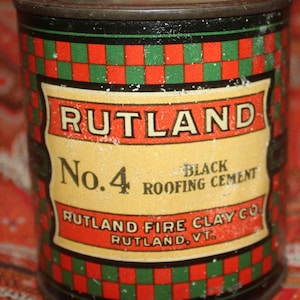 RUTLAND
No. 4
BLACK
ROOFING CEMENT
RUTLAND FIRE CLAY CO.
RUTLAND, VT.